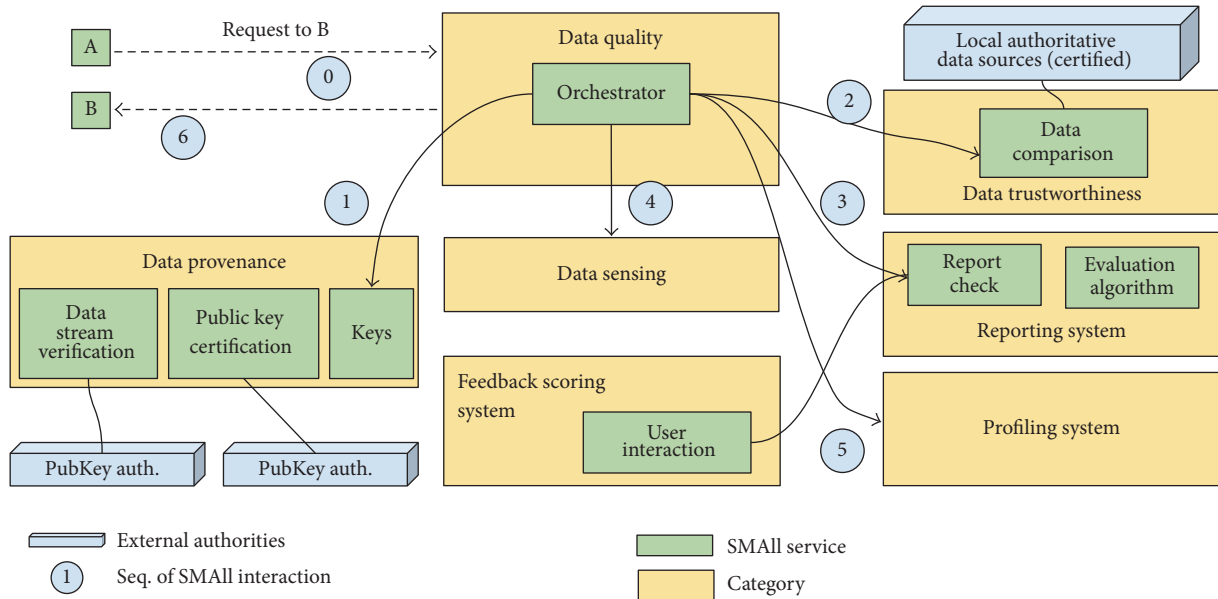 A
Request to B
0
B
6
Data quality
Orchestrator
Local authoritative
data sources (certified)
2
Data
comparison
Data trustworthiness
1
4
3
Data provenance
Data
stream
verification
Public key
certification
Keys
Data sensing
Report
check
Evaluation
algorithm
Reporting system
Feedback scoring
system
User
interaction
5
Profiling system
PubKey auth.
PubKey auth.
External authorities
1
Seq. of SMAll interaction
SMAll service
Category